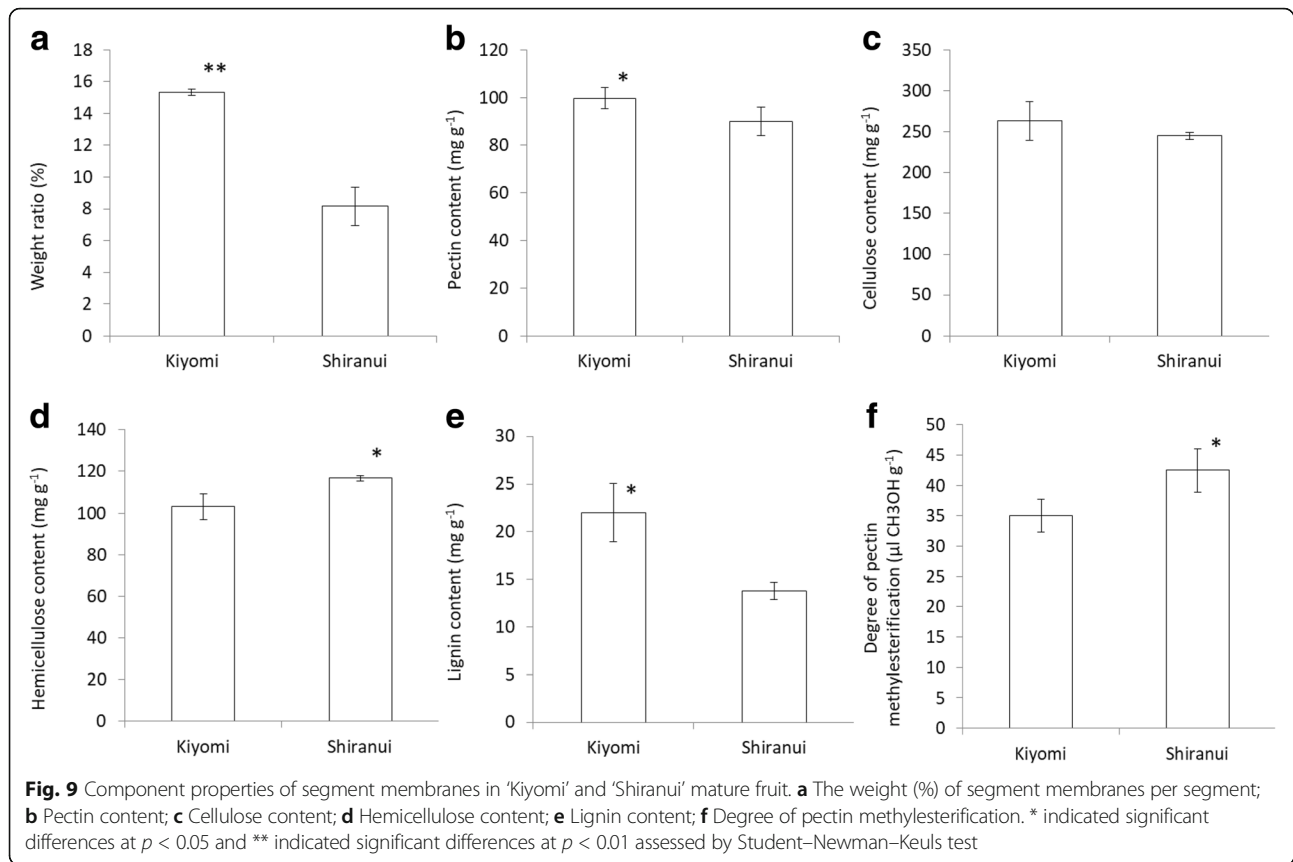 a
18
16
14
12
10
8
6
4
2
0
Weight ratio (%)
**
Kiyomi Shiranui
b
120
100
80
60
40
20
0
Pectin content (mg g-1)
*
Kiyomi Shiranui
c
350
300
250
200
150
100
50
0
Cellulose content (mg g-1)
Kiyomi Shiranui
d
140
120
100
80
60
40
20
0
Hemicellulose content (mg g-1)
*
Kiyomi Shiranui
e
30
25
20
15
10
5
0
Lignin content (mg g-1)
*
Kiyomi Shiranui
f
50
45
40
35
30
25
20
15
10
5
0
Degree of pectin
methylesterification (µl CH3OH g-1)
*
Kiyomi Shiranui
Fig. 9 Component properties of segment membranes in ‘Kiyomi’ and ‘Shiranui’ mature fruit. a The weight (%) of segment membranes per segment;
b Pectin content; c Cellulose content; d Hemicellulose content; e Lignin content; f Degree of pectin methylesterification. * indicated significant
differences at p < 0.05 and ** indicated significant differences at p < 0.01 assessed by Student–Newman–Keuls test